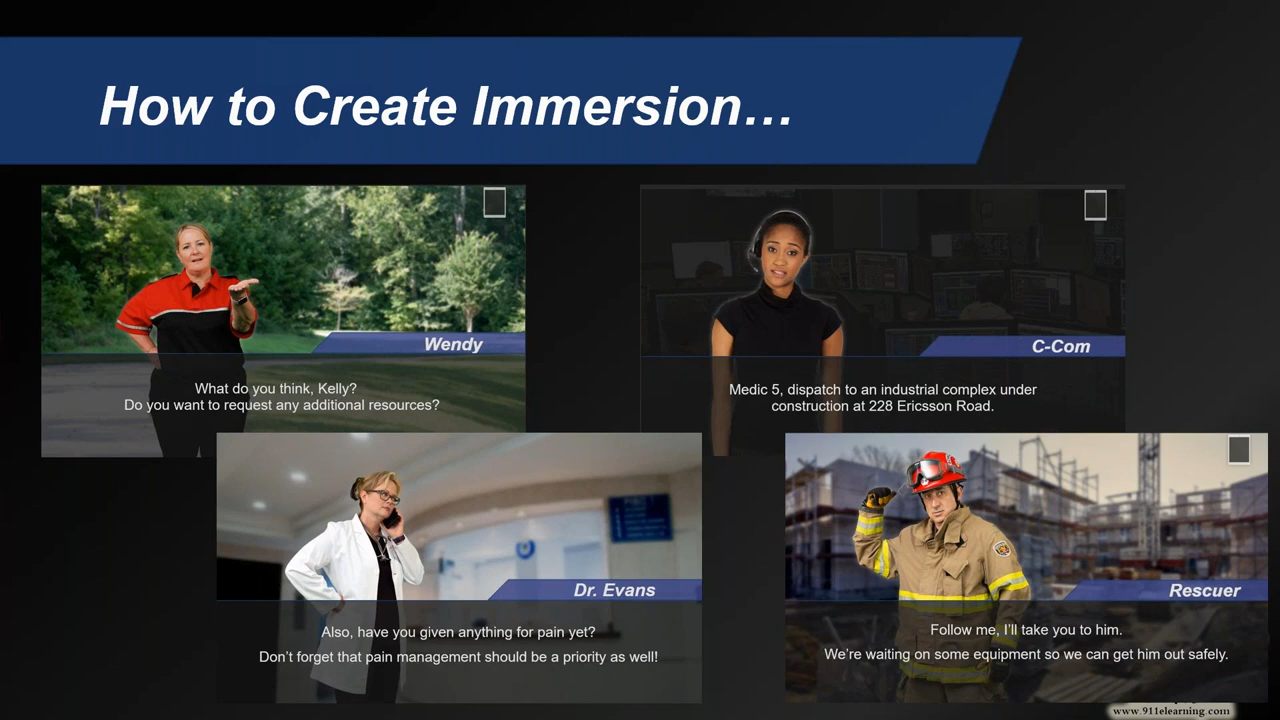 How to Create Immersion…
Wendy
What do you think, Kelly?
Do you want to request any additional resources?
C-Com
Medic 5, dispatch to an industrial complex under
construction at 228 Ericsson Road.
Dr. Evans
Also, have you given anything for pain yet?
Don’t forget that pain management should be a priority as well!
Rescuer
Follow me, I’ll take you to him.
We’re waiting on some equipment so we can get him out safely.
www.911elearning.com